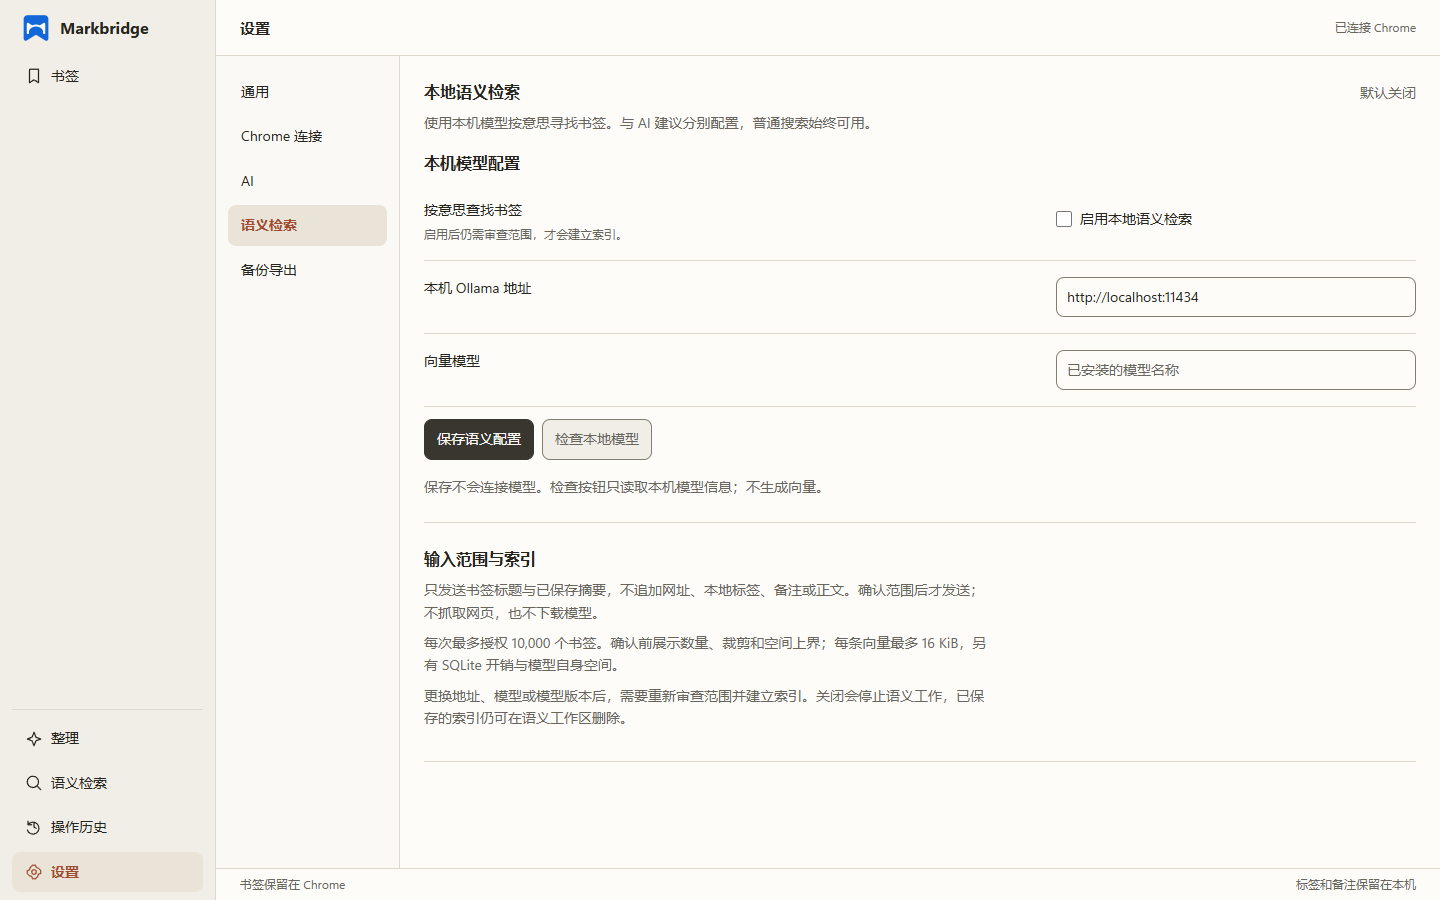 Markbridge
书签
整理
语义检索
操作历史
设置
设置
已连接 Chrome
通用
Chrome 连接
AI
语义检索
备份导出
本地语义检索
默认关闭
使用本机模型按意思寻找书签。与 AI 建议分别配置，普通搜索始终可用。
本机模型配置
按意思查找书签
启用后仍需审查范围，才会建立索引。
启用本地语义检索
本机 Ollama 地址
http://localhost:11434
向量模型
已安装的模型名称
保存语义配置
检查本地模型
保存不会连接模型。检查按钮只读取本机模型信息；不生成向量。
输入范围与索引
只发送书签标题与已保存摘要，不追加网址、本地标签、备注或正文。确认范围后才发送；
不抓取网页，也不下载模型。
每次最多授权 10,000 个书签。确认前展示数量、裁剪和空间上界；每条向量最多 16 KiB，另
有 SQLite 开销与模型自身空间。
更换地址、模型或模型版本后，需要重新审查范围并建立索引。关闭会停止语义工作，已保
存的索引仍可在语义工作区删除。
书签保留在 Chrome
标签和备注保留在本机